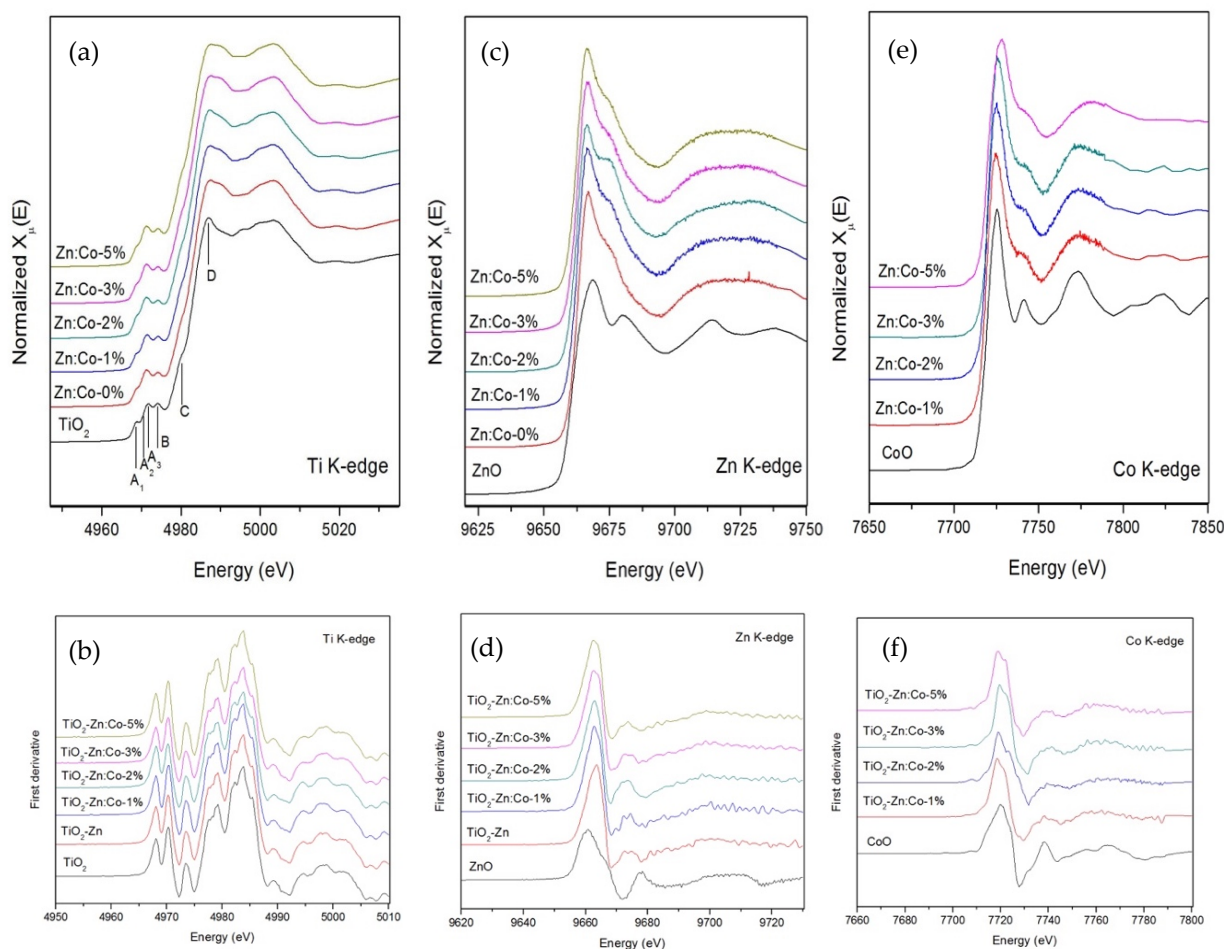 (a)
Normalized X_μ(E)
Zn:Co-5%
Zn:Co-3%
Zn:Co-2%
Zn:Co-1%
Zn:Co-0%
TiO₂
A₁
A₂
A₃
B
C
D
Ti K-edge
4960 4980 5000 5020
Energy (eV)
(c)
Normalized X_μ(E)
Zn:Co-5%
Zn:Co-3%
Zn:Co-2%
Zn:Co-1%
Zn:Co-0%
ZnO
Zn K-edge
9625 9650 9675 9700 9725 9750
Energy (eV)
(e)
Normalized X_μ(E)
Zn:Co-5%
Zn:Co-3%
Zn:Co-2%
Zn:Co-1%
CoO
Co K-edge
7650 7700 7750 7800 7850
Energy (eV)
(b)
Ti K-edge
First derivative
TiO₂-Zn:Co-5%
TiO₂-Zn:Co-3%
TiO₂-Zn:Co-2%
TiO₂-Zn:Co-1%
TiO₂-Zn
TiO₂
4950 4960 4970 4980 4990 5000 5010
Energy (eV)
(d)
Zn K-edge
First derivative
TiO₂-Zn:Co-5%
TiO₂-Zn:Co-3%
TiO₂-Zn:Co-2%
TiO₂-Zn:Co-1%
TiO₂-Zn
ZnO
9620 9640 9660 9680 9700 9720
Energy (eV)
(f)
Co K-edge
First derivative
TiO₂-Zn:Co-5%
TiO₂-Zn:Co-3%
TiO₂-Zn:Co-2%
TiO₂-Zn:Co-1%
CoO
7660 7680 7700 7720 7740 7760 7780 7800
Energy (eV)